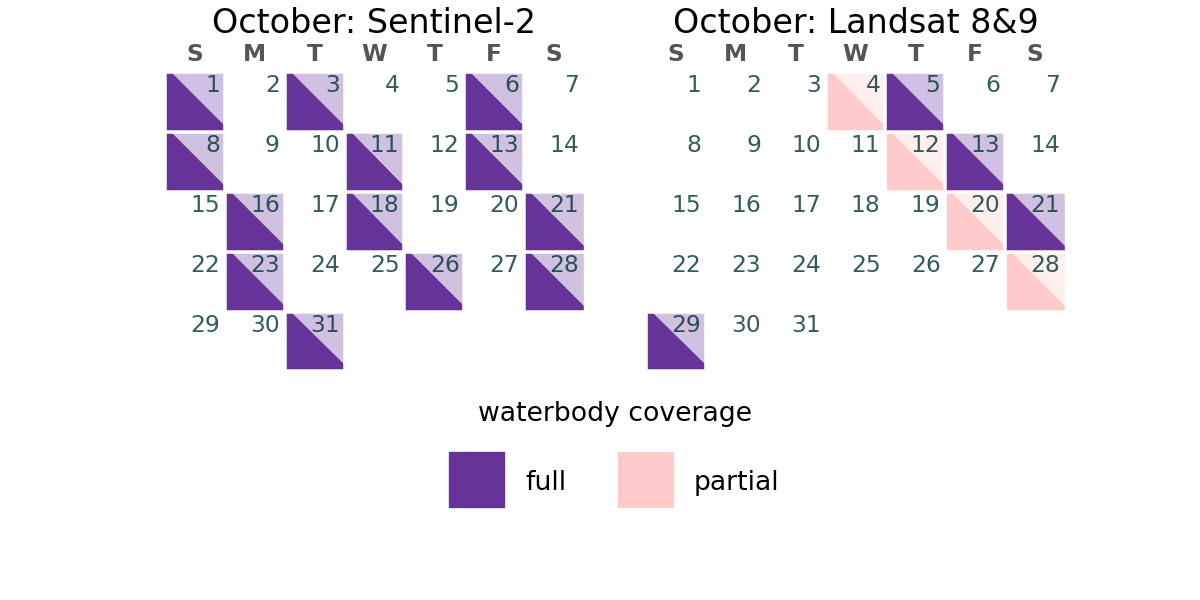 October: Sentinel-2
S M T W T F S
1 2 3 4 5 6 7
8 9 10 11 12 13 14
15 16 17 18 19 20 21
22 23 24 25 26 27 28
29 30 31
October: Landsat 8&9
S M T W T F S
1 2 3 4 5 6 7
8 9 10 11 12 13 14
15 16 17 18 19 20 21
22 23 24 25 26 27 28
29 30 31
waterbody coverage
full
partial